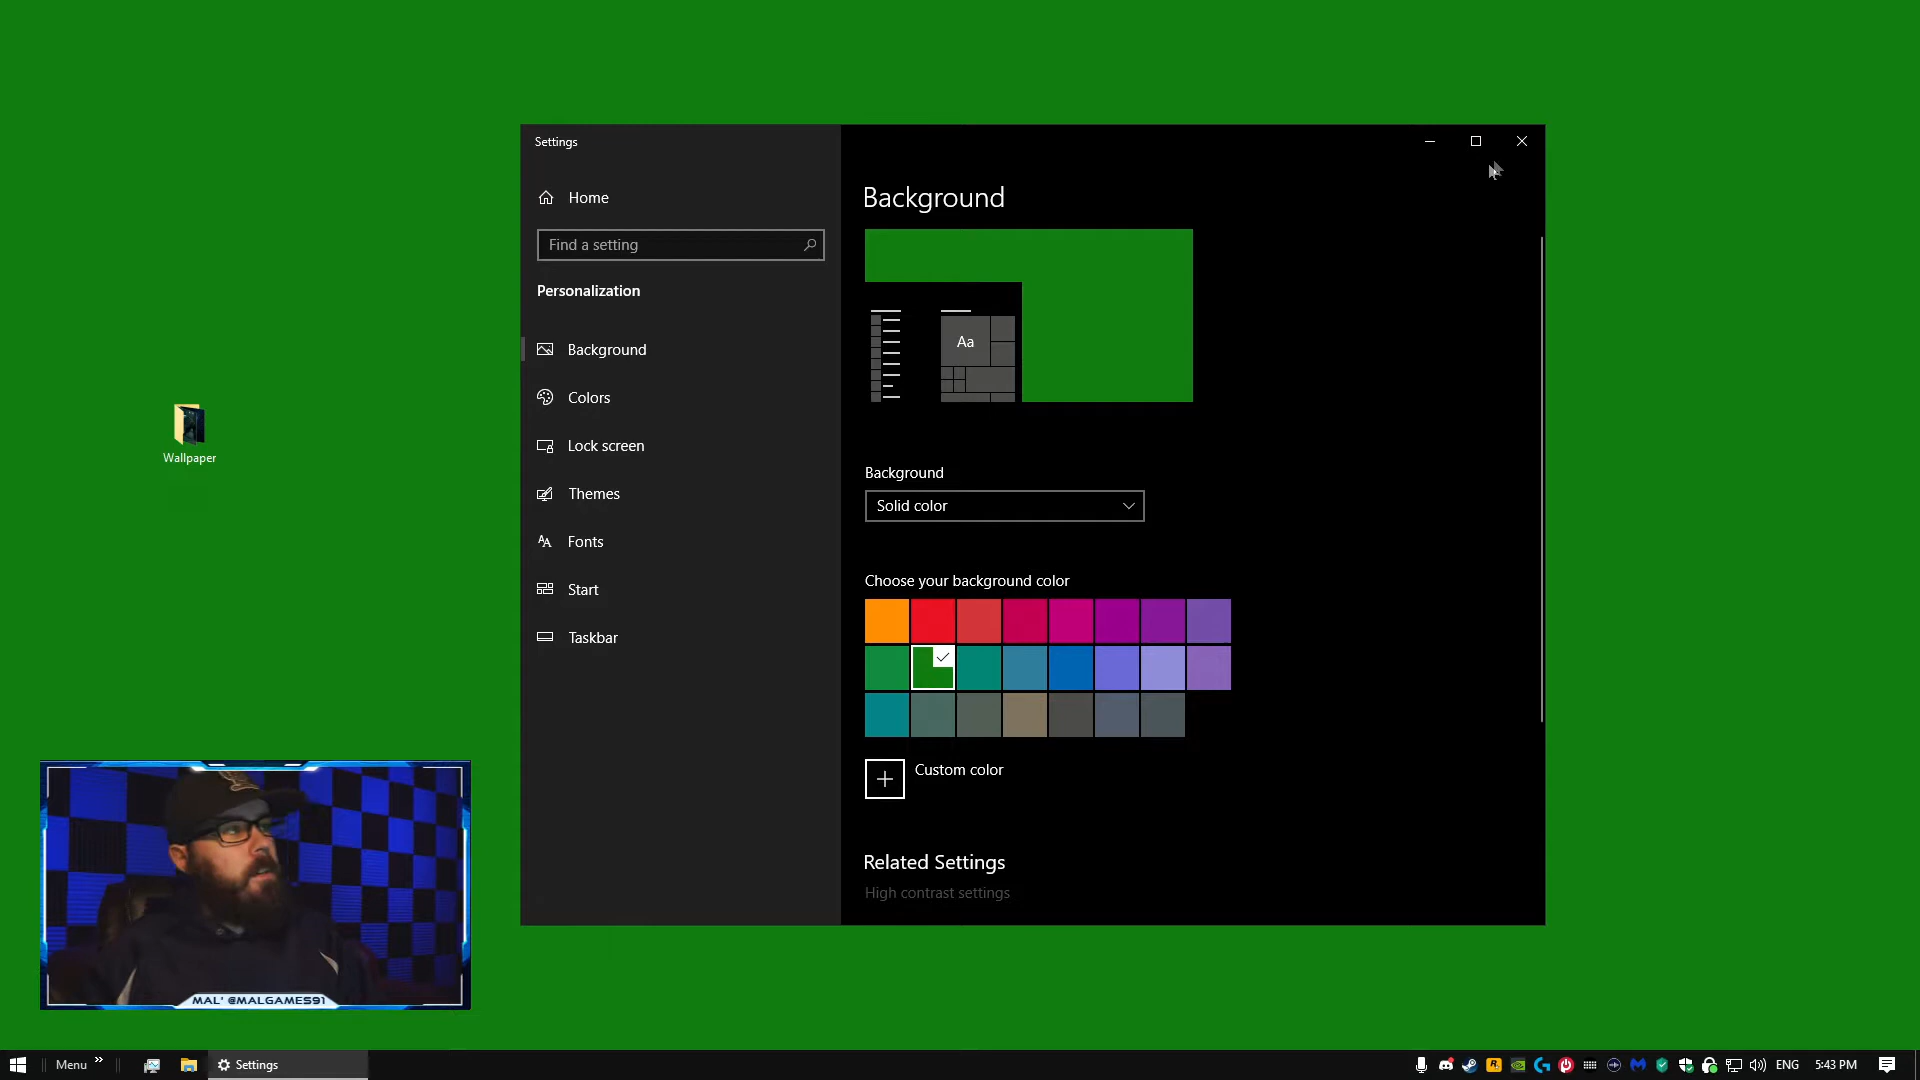 Settings
Home
Find a setting
Personalization
Background
Colors
Lock screen
Themes
Fonts
Start
Taskbar
Background
Aa
Background
Solid color
Choose your background color
Custom color
Related Settings
High contrast settings
Wallpaper
MAL' @MALGAMES91
Menu
Settings
ENG
5:43 PM